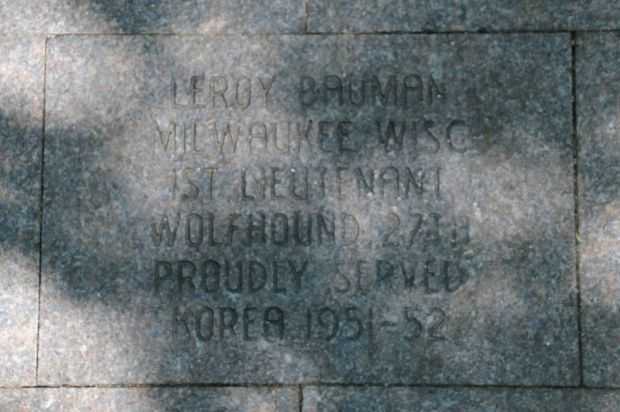 LEROY BAUMAN
MILWAUKEE WISC
1ST LIEUTENANT
WOLFHOUND 27TH
PROUDLY SERVED
KOREA 1951-52